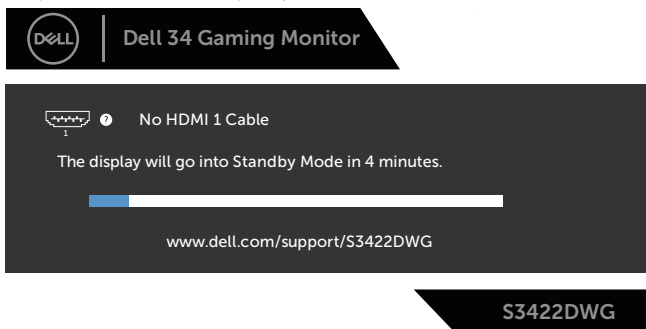 DELL
Dell 34 Gaming Monitor
?
No HDMI 1 Cable
1
The display will go into Standby Mode in 4 minutes.
www.dell.com/support/S3422DWG
S3422DWG